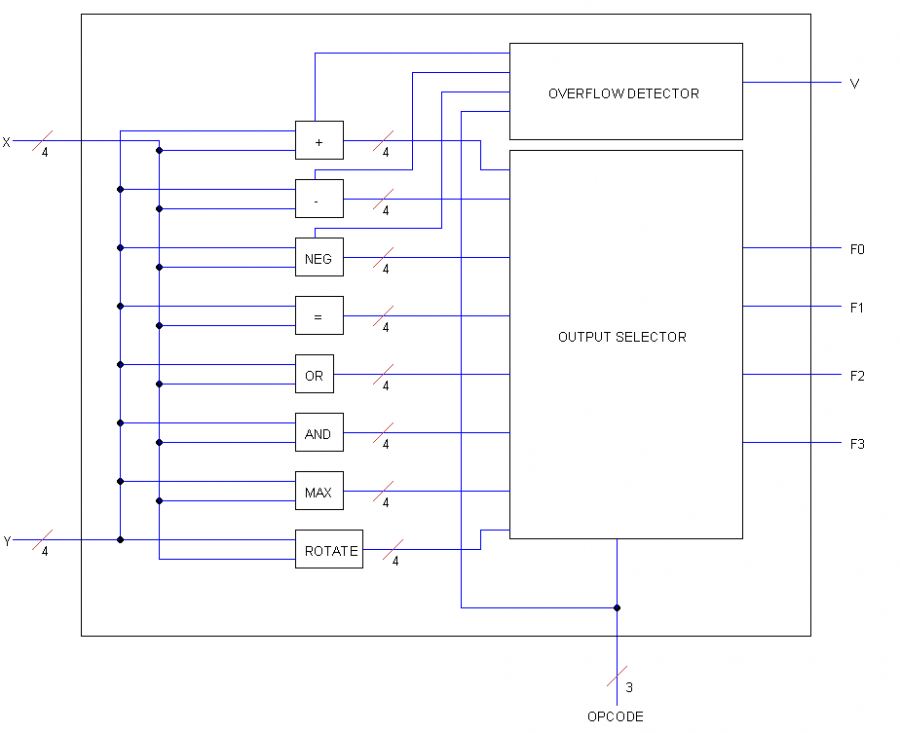 OVERFLOW DETECTOR
V
X
4
+
4
-
4
NEG
4
F0
=
4
F1
OUTPUT SELECTOR
OR
4
F2
AND
4
F3
MAX
4
Y
4
ROTATE
4
3
OPCODE